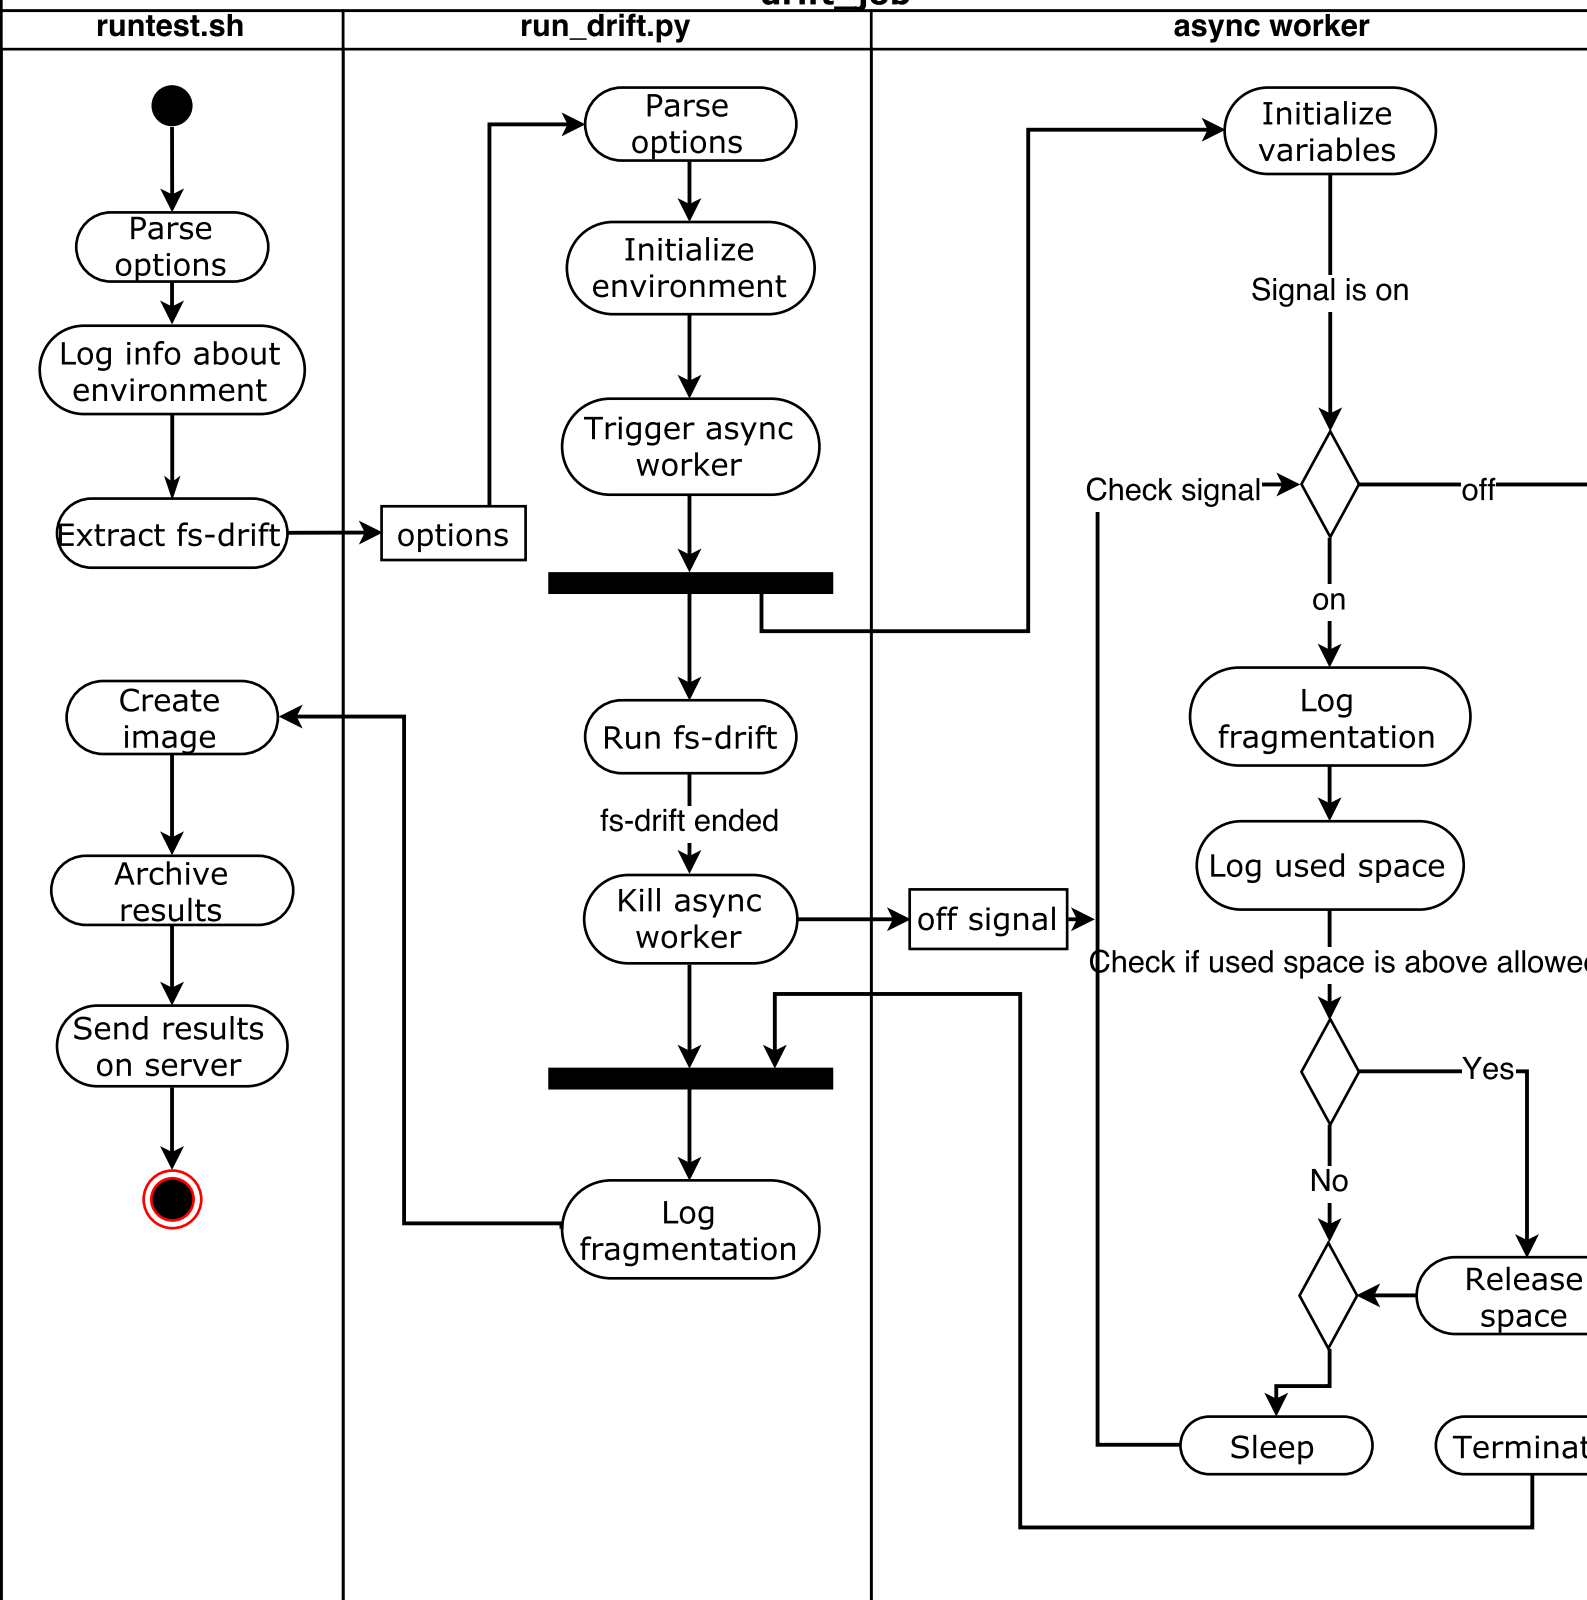 runtest.sh
run_drift.py
async worker
Parse
options
Log info about
environment
Extract fs-drift
Create
image
Archive
results
Send results
on server
options
Parse
options
Initialize
environment
Trigger async
worker
Run fs-drift
fs-drift ended
Kill async
worker
Log
fragmentation
off signal
Initialize
variables
Signal is on
Check signal
off
on
Log
fragmentation
Log used space
Check if used space is above
Yes
No
Release
space
Sleep